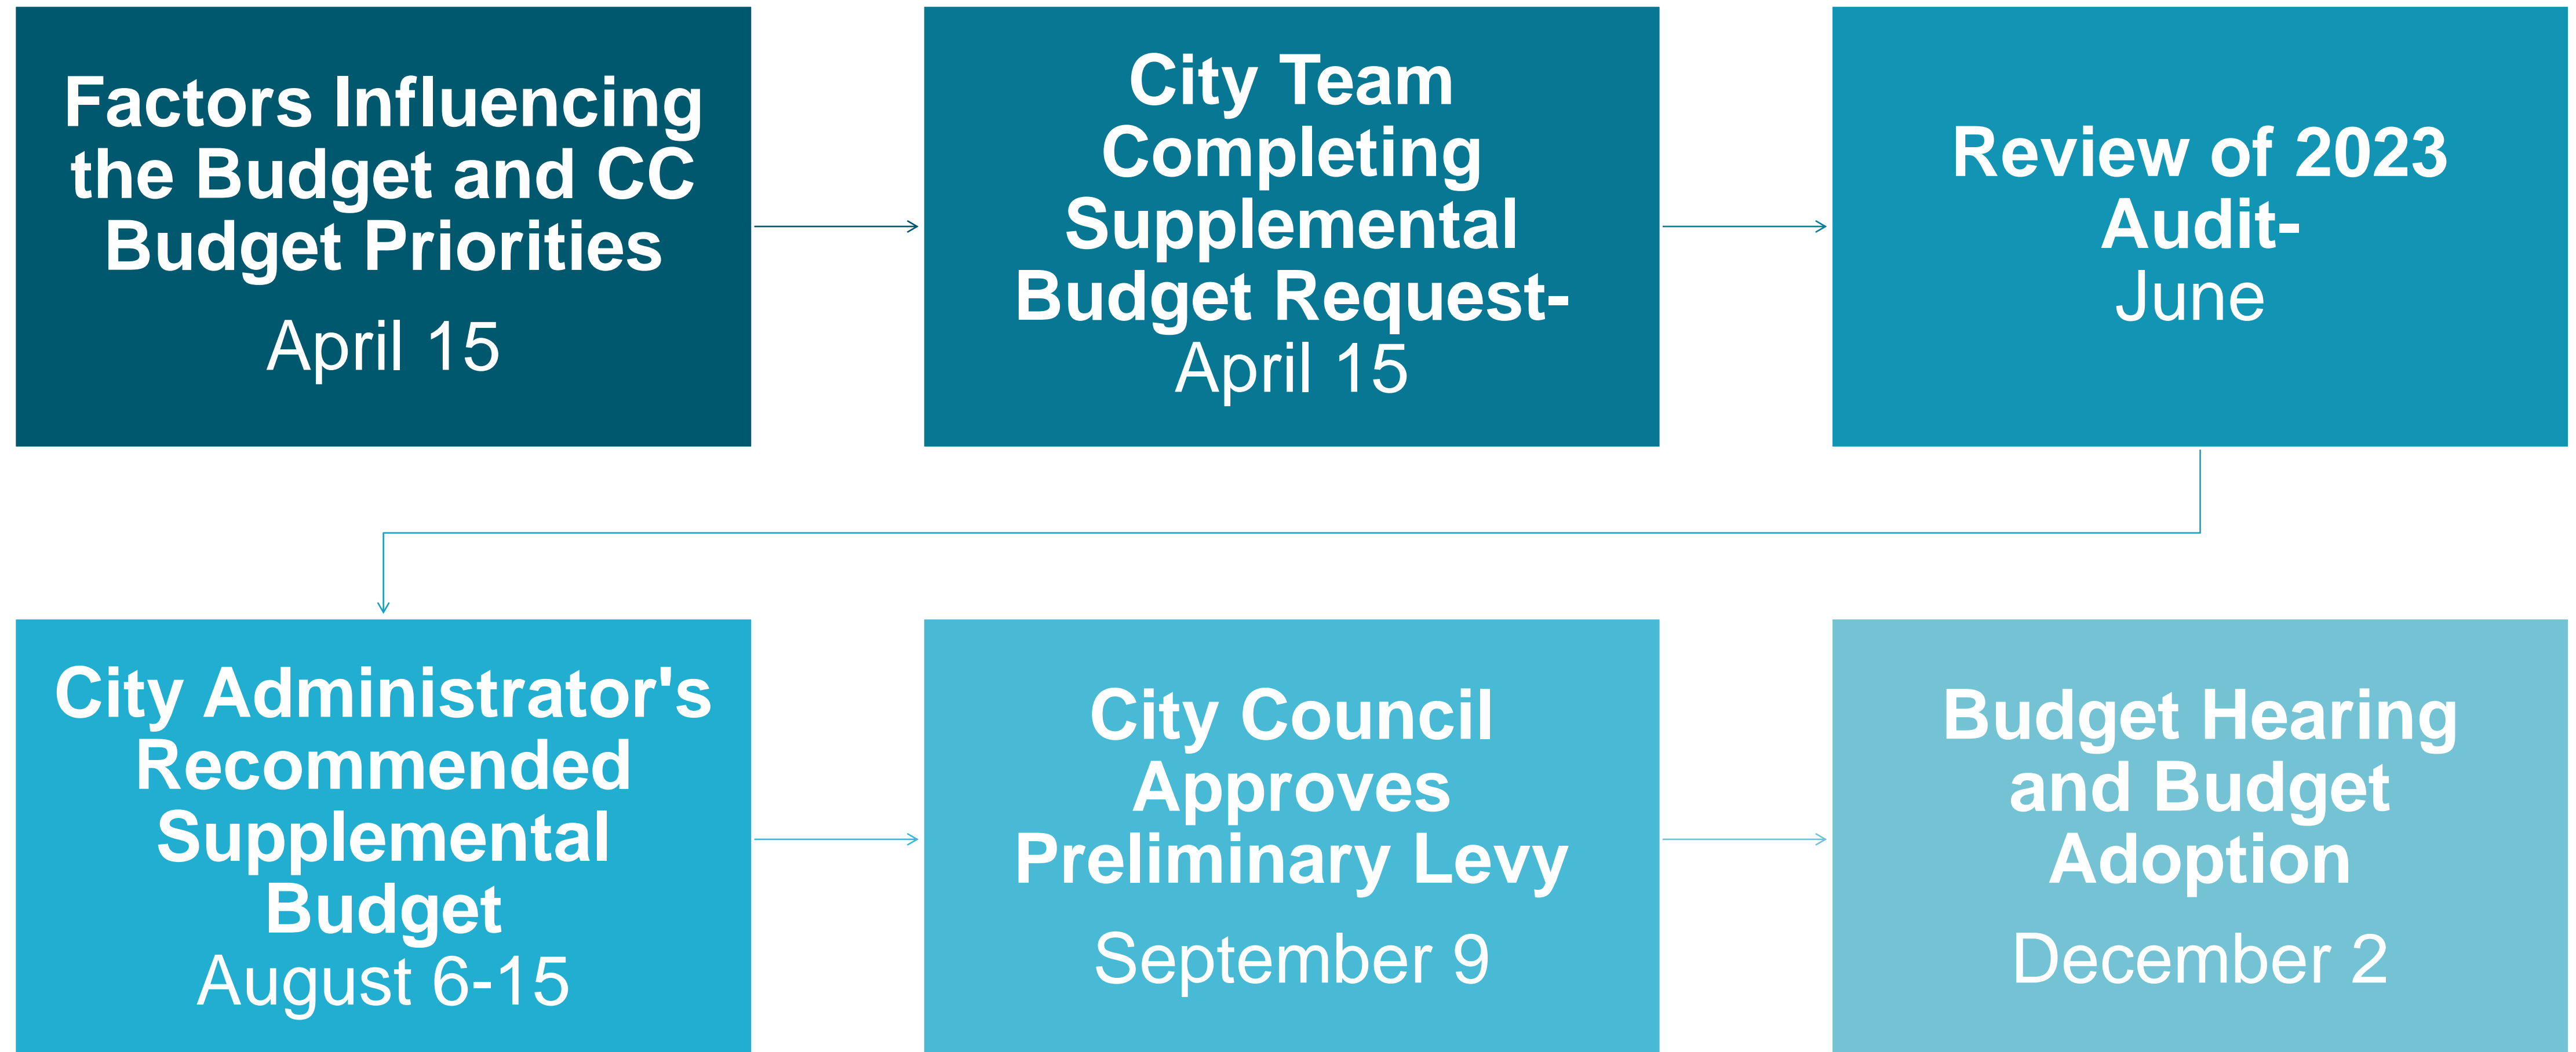 Factors Influencing
the Budget and CC
Budget Priorities
April 15
City Team
Completing
Supplemental
Budget Request-
April 15
Review of 2023
Audit-
June
City Administrator's
Recommended
Supplemental
Budget
August 6-15
City Council
Approves
Preliminary Levy
September 9
Budget Hearing
and Budget
Adoption
December 2